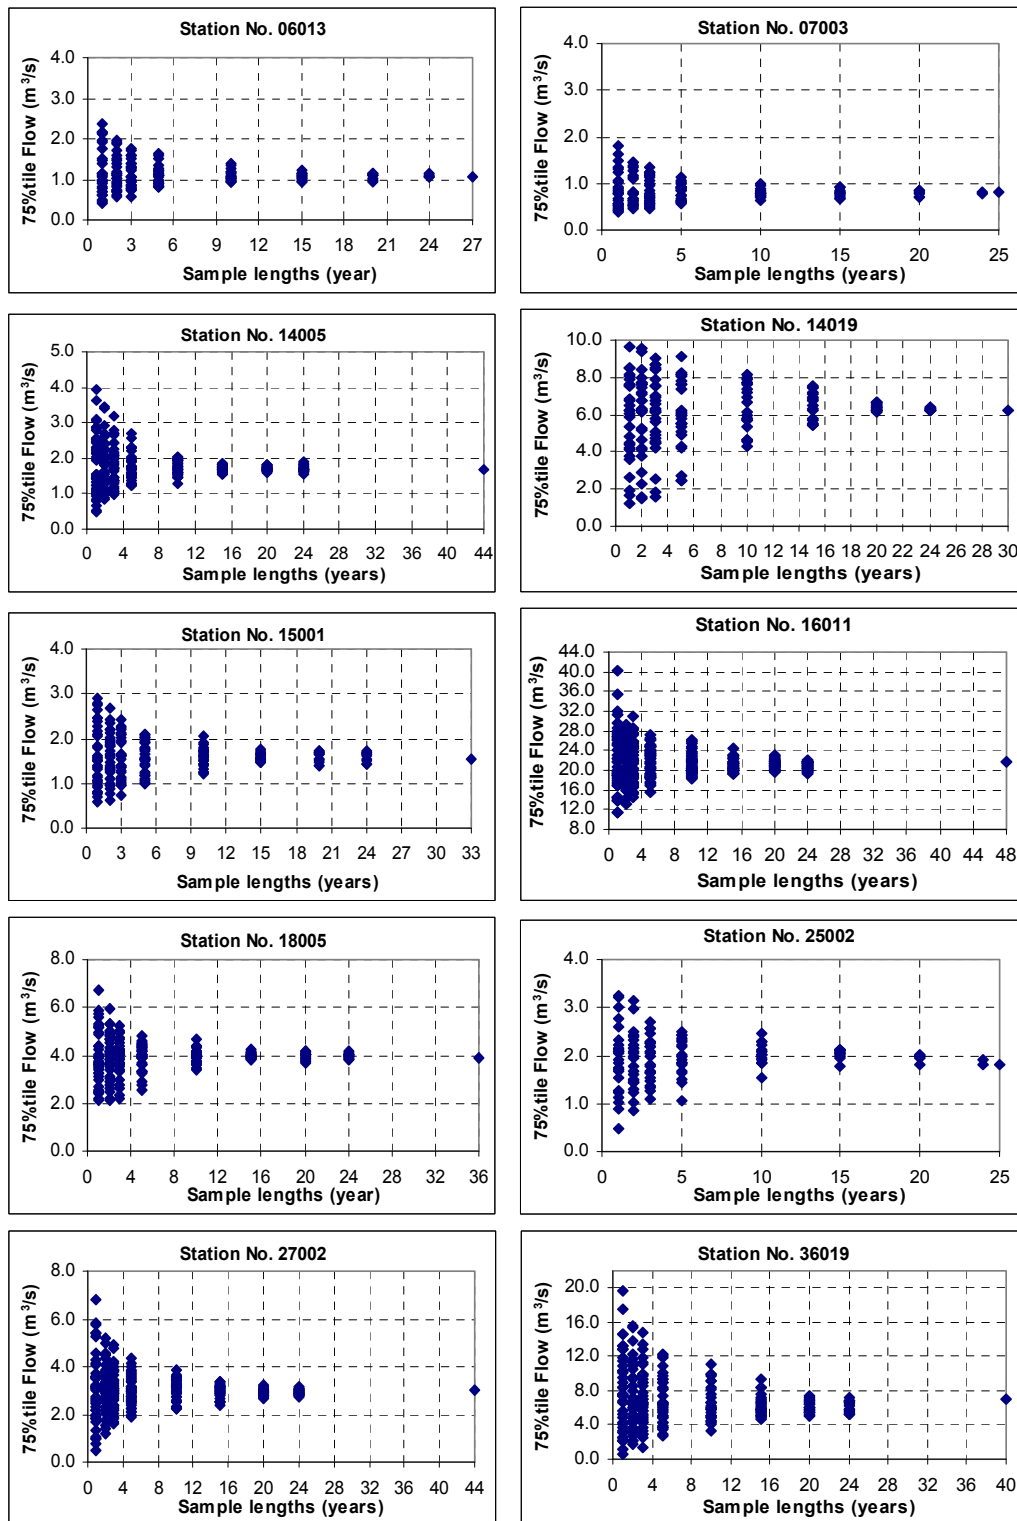 Station No. 06013
75%tile Flow (m³/s)
4.0
3.0
2.0
1.0
0.0
0 3 6 9 12 15 18 21 24 27
Sample lengths (year)
Station No. 07003
75%tile Flow (m³/s)
4.0
3.0
2.0
1.0
0.0
0 5 10 15 20 25
Sample lengths (years)
Station No. 14005
75%tile Flow (m³/s)
5.0
4.0
3.0
2.0
1.0
0.0
0 4 8 12 16 20 24 28 32 36 40 44
Sample lengths (years)
Station No. 14019
75%tile Flow (m³/s)
10.0
8.0
6.0
4.0
2.0
0.0
0 2 4 6 8 10 12 14 16 18 20 22 24 26 28 30
Sample lengths (years)
Station No. 15001
75%tile Flow (m³/s)
4.0
3.0
2.0
1.0
0.0
0 3 6 9 12 15 18 21 24 27 30 33
Sample lengths (years)
Station No. 16011
75%tile Flow (m³/s)
44.0
40.0
36.0
32.0
28.0
24.0
20.0
16.0
12.0
8.0
0 4 8 12 16 20 24 28 32 36 40 44 48
Sample lengths (years)
Station No. 18005
75%tile Flow (m³/s)
8.0
6.0
4.0
2.0
0.0
0 4 8 12 16 20 24 28 32 36
Sample lengths (year)
Station No. 25002
75%tile Flow (m³/s)
4.0
3.0
2.0
1.0
0.0
0 5 10 15 20 25
Sample lengths (years)
Station No. 27002
75%tile Flow (m³/s)
8.0
6.0
4.0
2.0
0.0
0 4 8 12 16 20 24 28 32 36 40 44
Sample lengths (years)
Station No. 36019
75%tile Flow (m³/s)
20.0
16.0
12.0
8.0
4.0
0.0
0 4 8 12 16 20 24 28 32 36 40
Sample lengths (years)